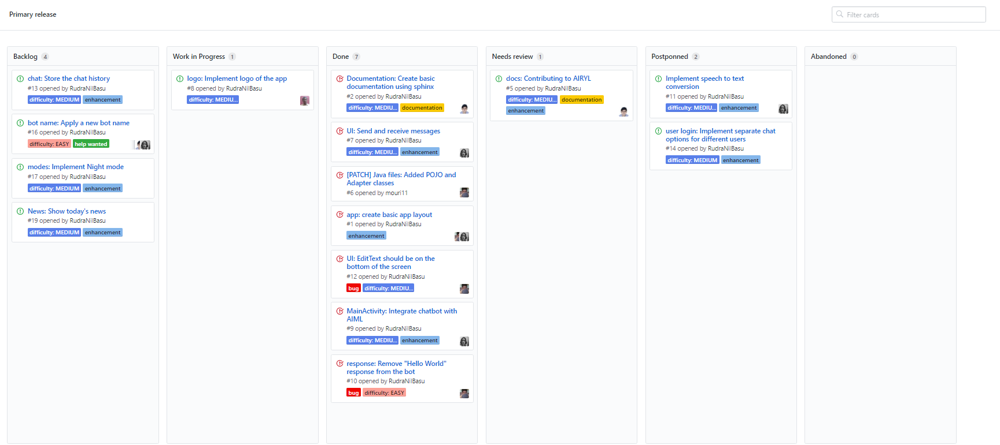 Primary release
Filter cards
Backlog 4
chat: Store the chat history
#13 opened by RudraNilBasu
difficulty: MEDIUM enhancement
bot name: Apply a new bot name
#16 opened by RudraNilBasu
difficulty: EASY help wanted
modes: Implement Night mode
#17 opened by RudraNilBasu
difficulty: MEDIUM enhancement
News: Show today's news
#19 opened by RudraNilBasu
difficulty: MEDIUM enhancement
Work in Progress 1
logo: Implement logo of the app
#8 opened by RudraNilBasu
difficulty: MEDIU...
Done 7
Documentation: Create basic
documentation using sphinx
#2 opened by RudraNilBasu
difficulty: MEDIU... documentation
UI: Send and receive messages
#7 opened by RudraNilBasu
difficulty: MEDIU... enhancement
[PATCH] Java files: Added POJO and
Adapter classes
#6 opened by mouri11
app: create basic app layout
#1 opened by RudraNilBasu
enhancement
UI: EditText should be on the
bottom of the screen
#12 opened by RudraNilBasu
bug difficulty: MEDIU...
MainActivity: Integrate chatbot with
AIML
#9 opened by RudraNilBasu
difficulty: MEDIU... enhancement
response: Remove "Hello World"
response from the bot
#10 opened by RudraNilBasu
bug difficulty: EASY
Needs review 1
docs: Contributing to AIRYL
#5 opened by RudraNilBasu
difficulty: MEDIU... documentation
enhancement
Postponned 2
Implement speech to text
conversion
#11 opened by RudraNilBasu
difficulty: MEDIU... enhancement
user login: Implement separate chat
options for different users
#14 opened by RudraNilBasu
difficulty: MEDIUM enhancement
Abandoned 0